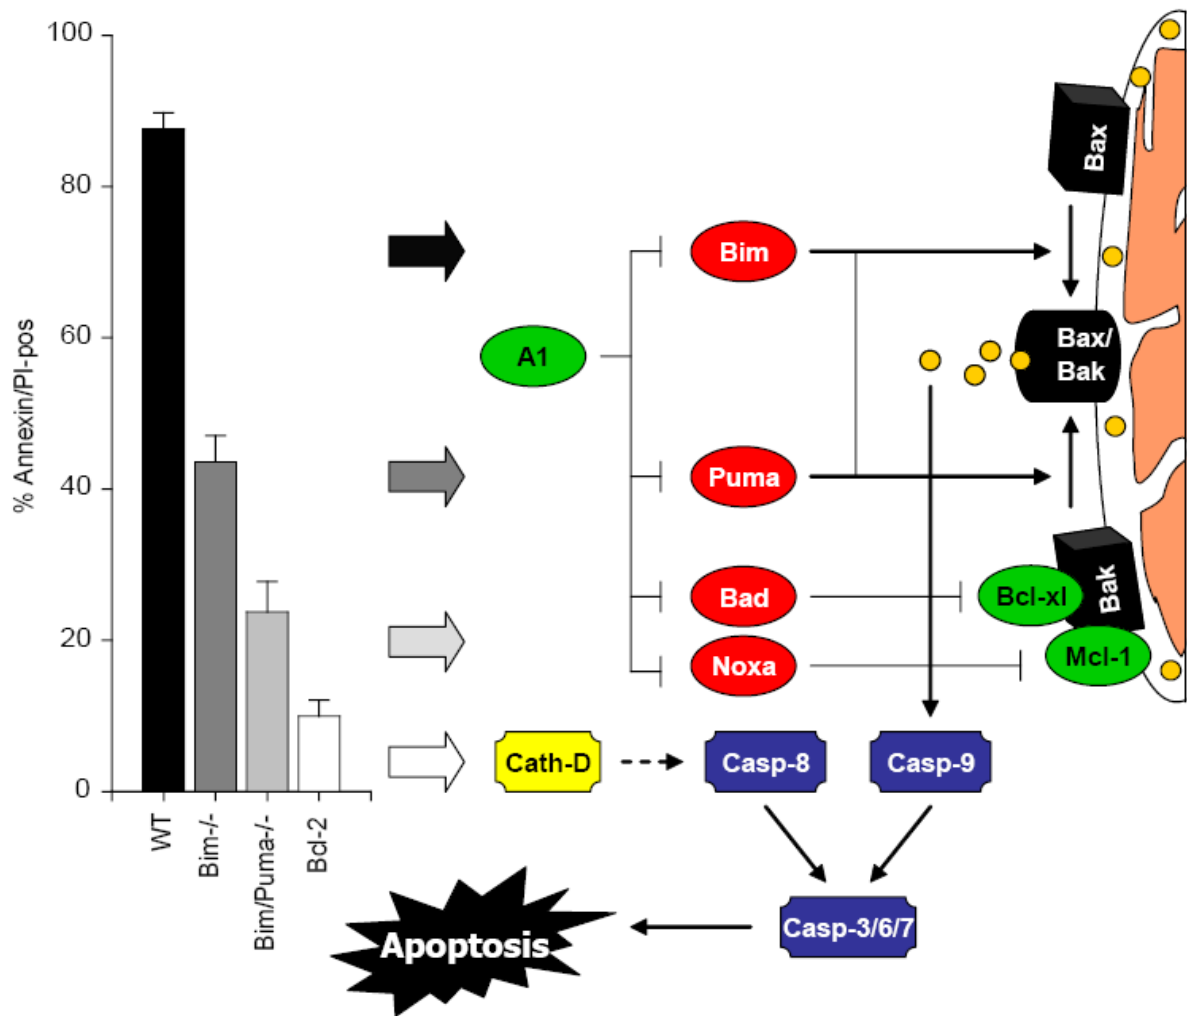 100
80
60
40
20
0
% Annexin/PI-pos
WT
Bim-/-
Bim/Puma-/-
Bcl-2
A1
Bim
Puma
Bad
Noxa
Bax
Bax/
Bak
Bak
Bcl-xl
Mcl-1
Cath-D
Casp-8
Casp-9
Casp-3/6/7
Apoptosis